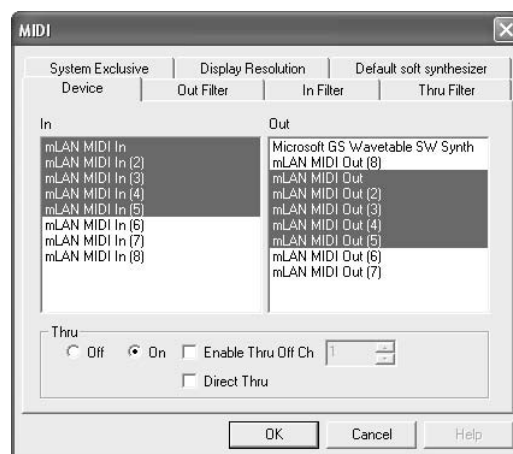 MIDI
System Exclusive
Display Resolution
Default soft synthesizer
Device
Out Filter
In Filter
Thru Filter
In
mLAN MIDI In
mLAN MIDI In (2)
mLAN MIDI In (3)
mLAN MIDI In (4)
mLAN MIDI In (5)
mLAN MIDI In (6)
mLAN MIDI In (7)
mLAN MIDI In (8)
Out
Microsoft GS Wavetable SW Synth
mLAN MIDI Out (8)
mLAN MIDI Out
mLAN MIDI Out (2)
mLAN MIDI Out (3)
mLAN MIDI Out (4)
mLAN MIDI Out (5)
mLAN MIDI Out (6)
mLAN MIDI Out (7)
Thru
Off
On
Enable Thru Off Ch
1
Direct Thru
OK
Cancel
Help